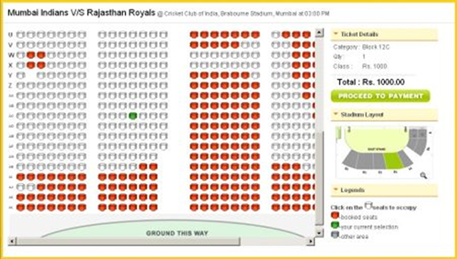 Mumbai Indians V/S Rajasthan Royals @ Cricket Club of India, Brabourne Stadium, Mumbai at 03:00 PM
Ticket Details
Category: Block 12C
Qty : 1
Class : Rs. 1000
Total : Rs. 1000.00
PROCEED TO PAYMENT
Stadium Layout
Legends
Click on the seats to occupy
booked seats
your current selection
other area
U
V
W
X
Y
Z
GROUND THIS WAY